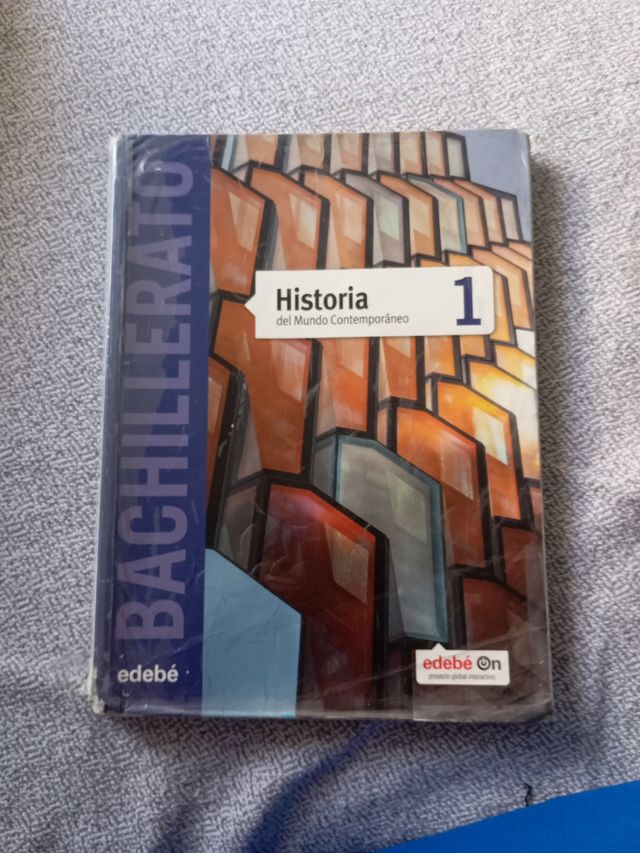 BACHILLERATO
Historia
del Mundo Contemporáneo
1
edebé
edebé On
proyecto global interactivo